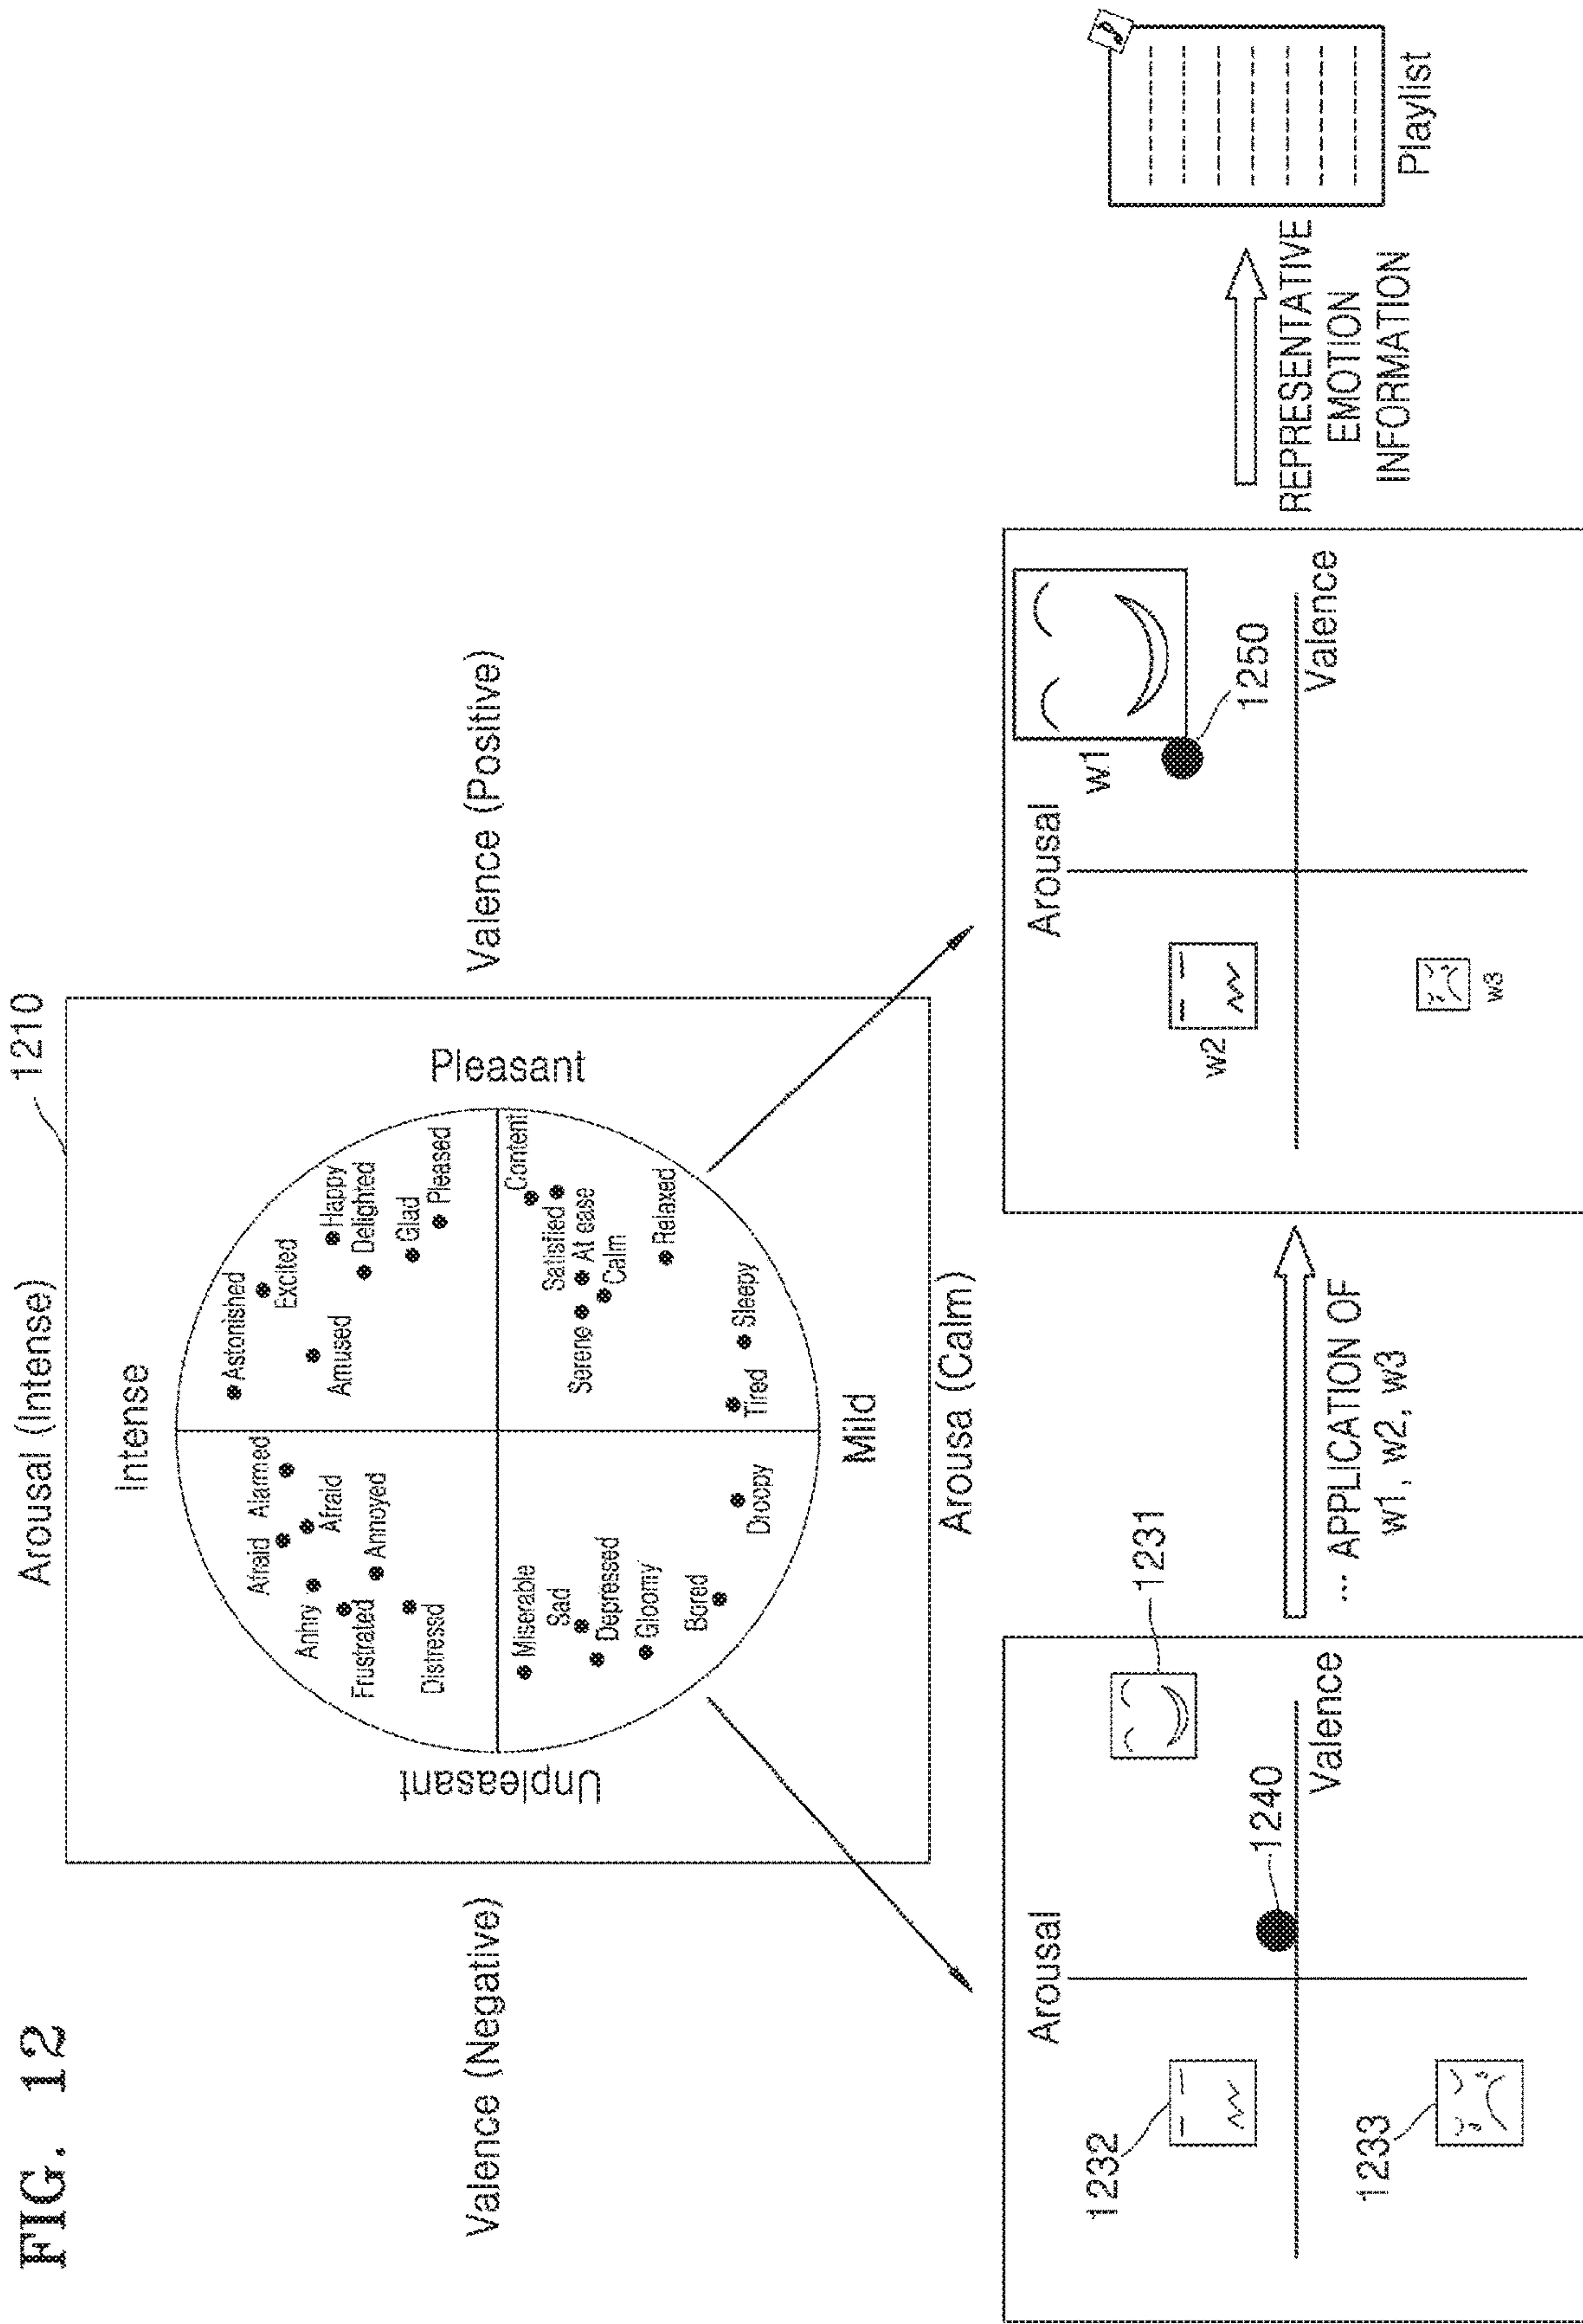 FIG. 12
Arousal (Intense)
1210
Intense
Valence (Negative)
Valence (Positive)
Unpleasant
Pleasant
Afraid
Alarmed
Afraid
Anhry
Annoyed
Frustrated
Distressd
Astonished
Excited
Amused
Happy
Delighted
Glad
Pleased
Miserable
Sad
Depressed
Gloomy
Bored
Droopy
Content
Satisfied
At ease
Serene
Calm
Relaxed
Sleepy
Tired
Mild
Arousa (Calm)
Arousal
1231
1232
1240
Valence
1233
... APPLICATION OF
w1, w2, w3
Arousal
w1
w2
1250
Valence
w3
REPRESENTATIVE
EMOTION
INFORMATION
Playlist